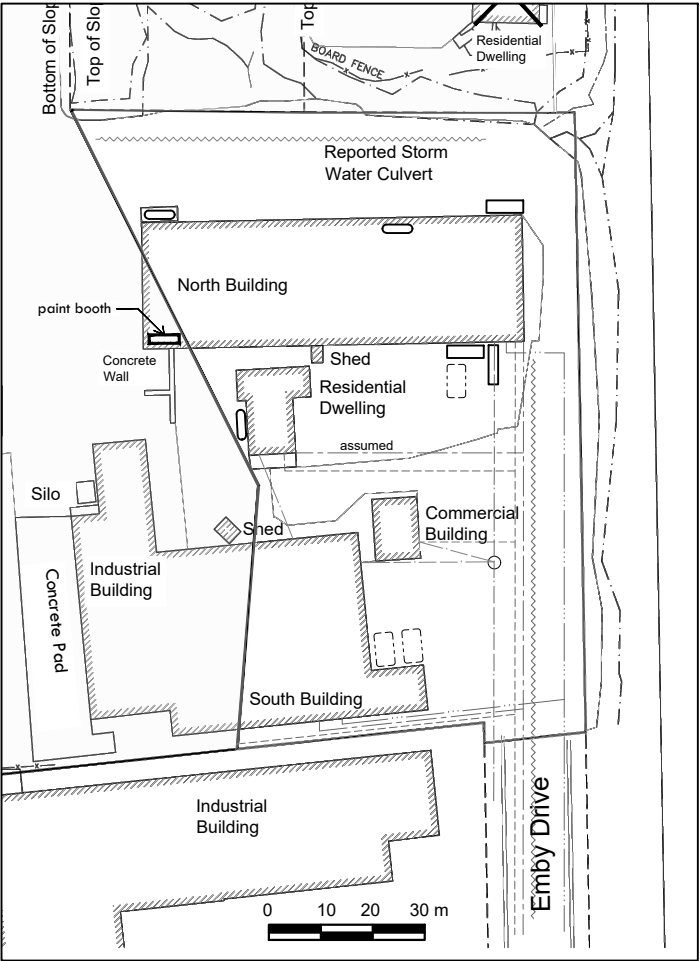 Bottom of Slop
Top of Slop
Top
BOARD FENCE
Residential
Dwelling
Reported Storm
Water Culvert
North Building
paint booth
Concrete
Wall
Shed
Residential
Dwelling
assumed
Silo
Shed
Commercial
Building
Industrial
Building
Concrete Pad
South Building
Industrial
Building
Emby Drive
0 10 20 30 m